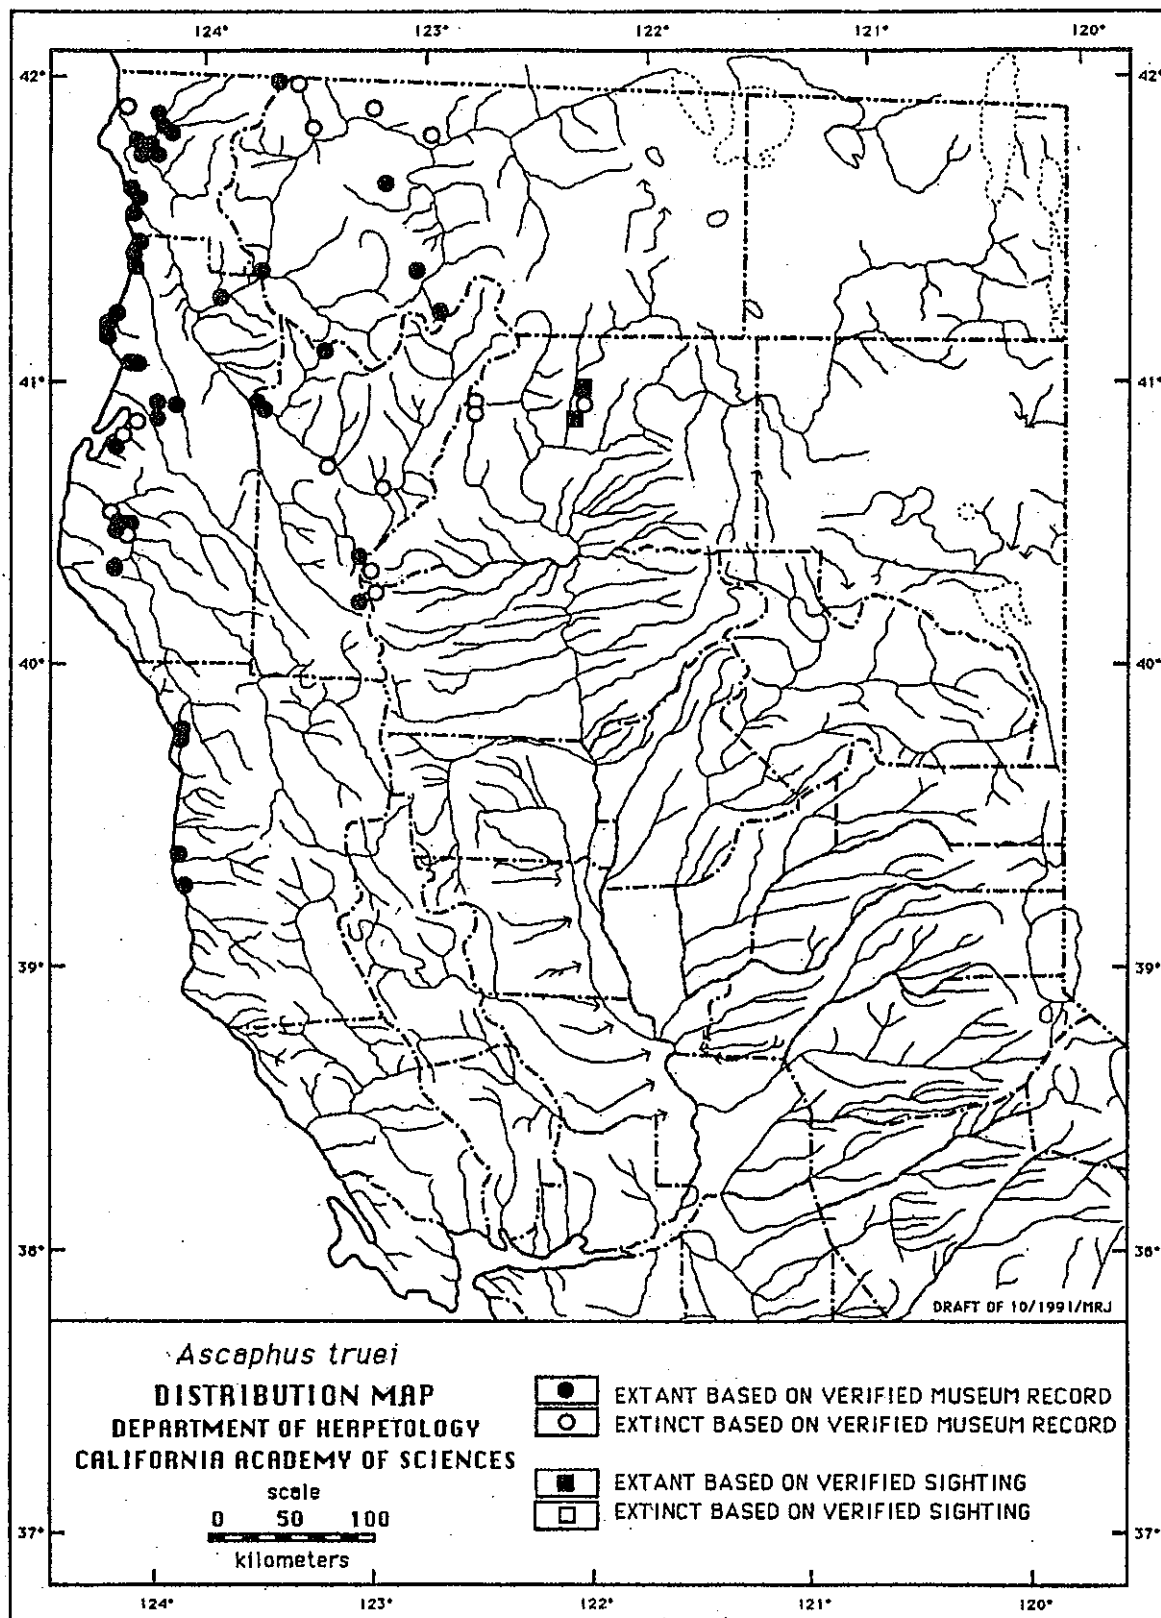 124° 123° 122° 121° 120°
42° 42°
41° 41°
40° 40°
39° 39°
38° 38°
DRAFT OF 10/1991/MRJ
Ascaphus truei
DISTRIBUTION MAP
DEPARTMENT OF HERPETOLOGY
CALIFORNIA ACADEMY OF SCIENCES
scale
0 50 100
kilometers
EXTANT BASED ON VERIFIED MUSEUM RECORD
EXTINCT BASED ON VERIFIED MUSEUM RECORD
EXTANT BASED ON VERIFIED SIGHTING
EXTINCT BASED ON VERIFIED SIGHTING
37° 37°
124° 123° 122° 121° 120°